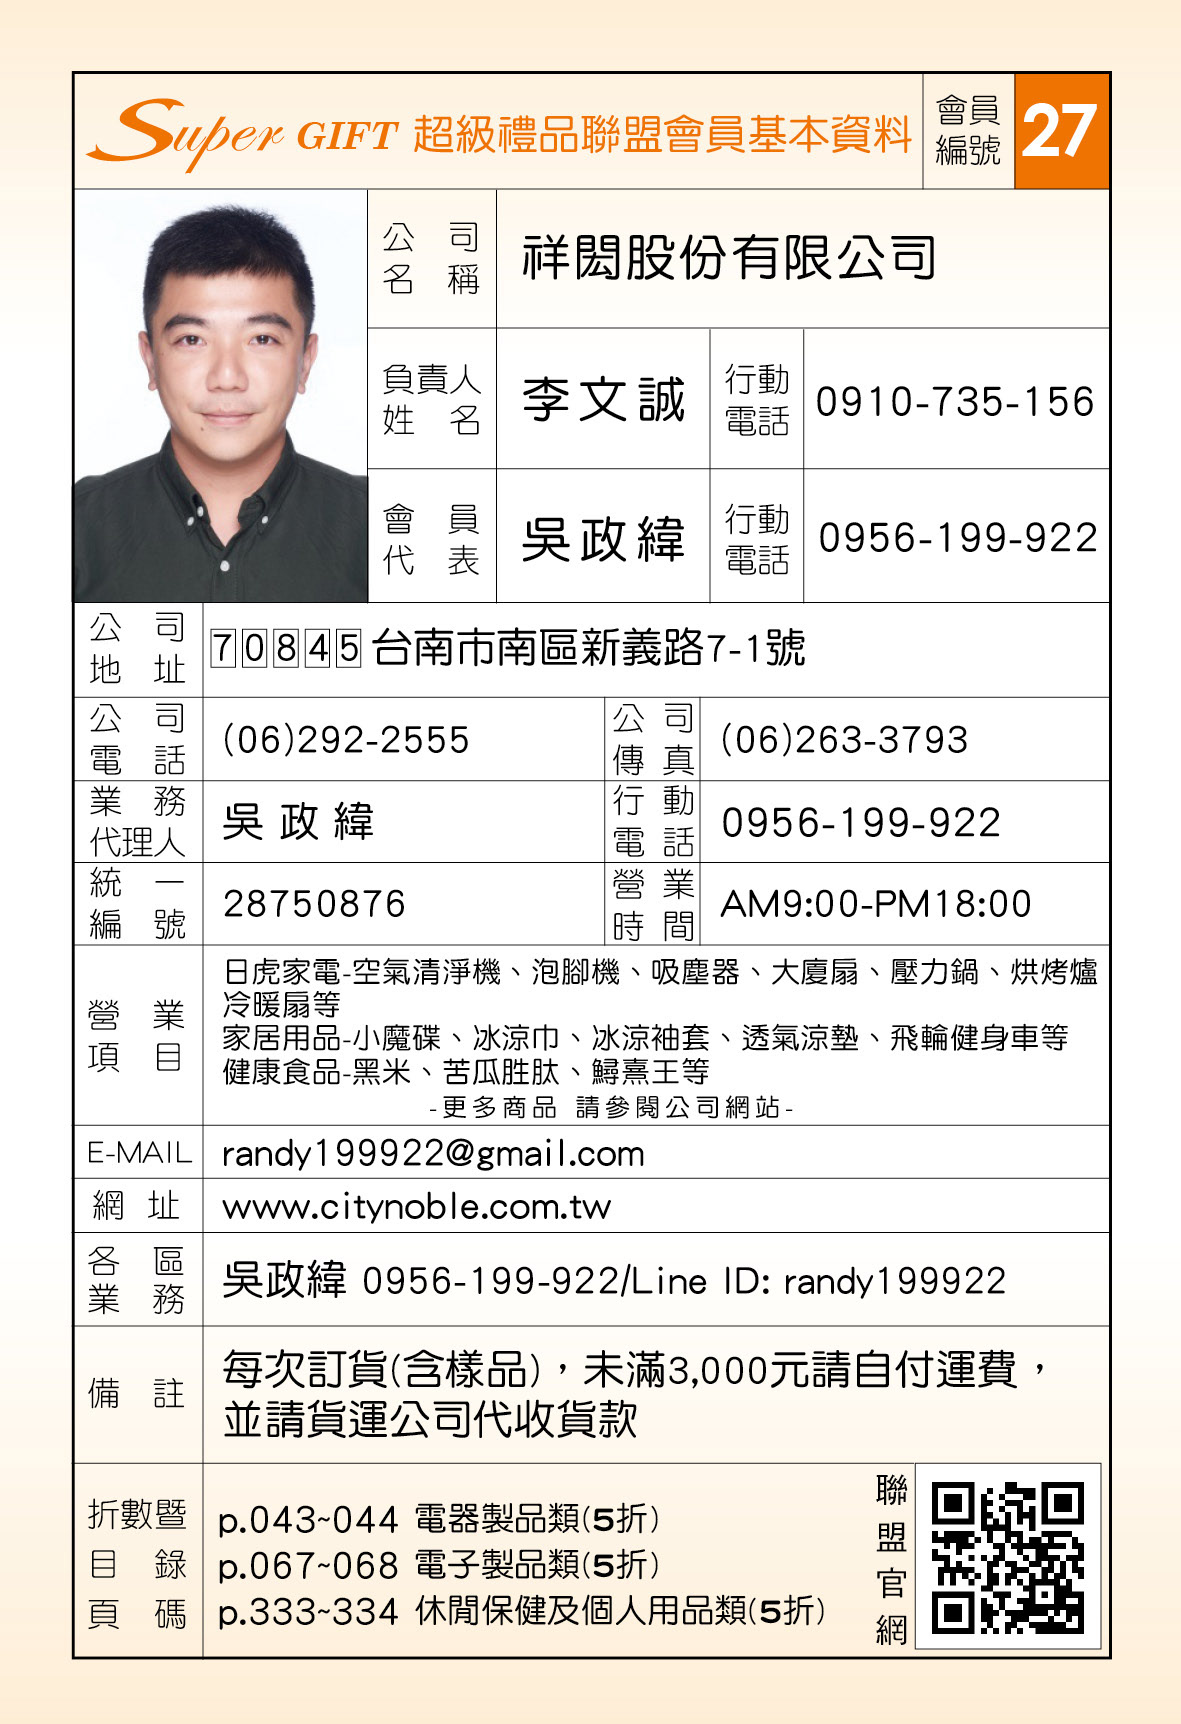 Super GIFT 超級禮品聯盟會員基本資料
會員編號 27
公司名稱 祥閎股份有限公司
負責人姓名 李文誠 行動電話 0910-735-156
會員代表 吳政緯 行動電話 0956-199-922
公司地址 70845 台南市南區新義路7-1號
公司電話 (06)292-2555 公司傳真 (06)263-3793
業務代理人 吳政緯 行動電話 0956-199-922
統一編號 28750876 營業時間 AM9:00-PM18:00
營業項目
日虎家電-空氣清淨機、泡腳機、吸塵器、大廈扇、壓力鍋、烘烤爐
冷暖扇等
家居用品-小魔碟、冰涼巾、冰涼袖套、透氣涼墊、飛輪健身車等
健康食品-黑米、苦瓜胜肽、鱘熹王等
-更多商品 請參閱公司網站-
E-MAIL randy199922@gmail.com
網址 www.citynoble.com.tw
各區業務 吳政緯 0956-199-922/Line ID: randy199922
備註
每次訂貨(含樣品)，未滿3,000元請自付運費，
並請貨運公司代收貨款
折數暨目錄頁碼
p.043~044 電器製品類(5折)
p.067~068 電子製品類(5折)
p.333~334 休閒保健及個人用品類(5折)
聯盟官網